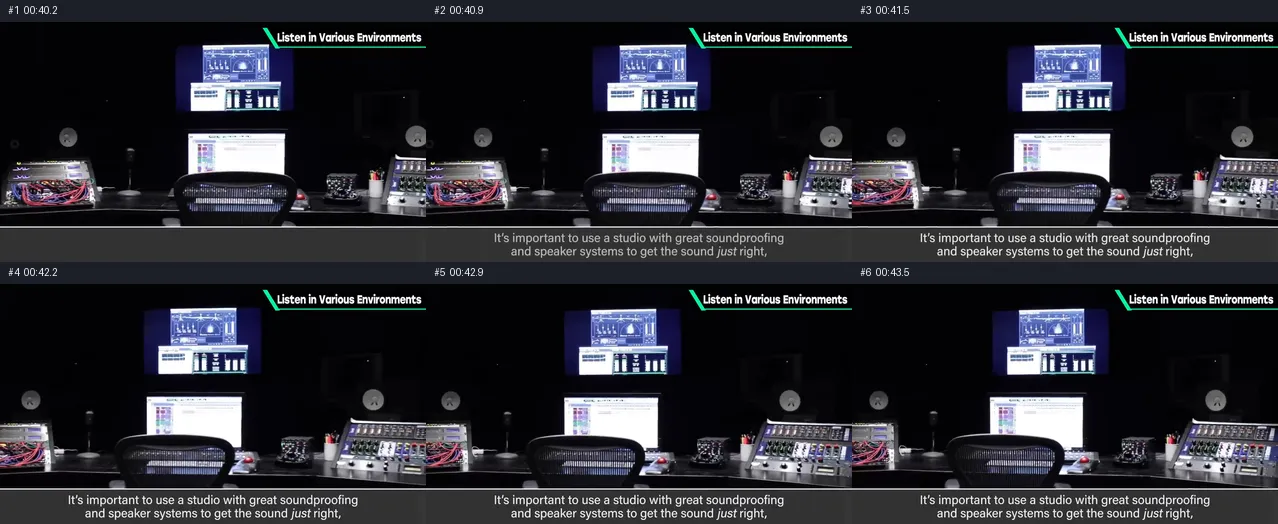 #1 00:40.2
Listen in Various Environments
#2 00:40.9
Listen in Various Environments
It's important to use a studio with great soundproofing
and speaker systems to get the sound just right,
#3 00:41.5
Listen in Various Environments
It's important to use a studio with great soundproofing
and speaker systems to get the sound just right,
#4 00:42.2
Listen in Various Environments
It's important to use a studio with great soundproofing
and speaker systems to get the sound just right,
#5 00:42.9
Listen in Various Environments
It's important to use a studio with great soundproofing
and speaker systems to get the sound just right,
#6 00:43.5
Listen in Various Environments
It's important to use a studio with great soundproofing
and speaker systems to get the sound just right,